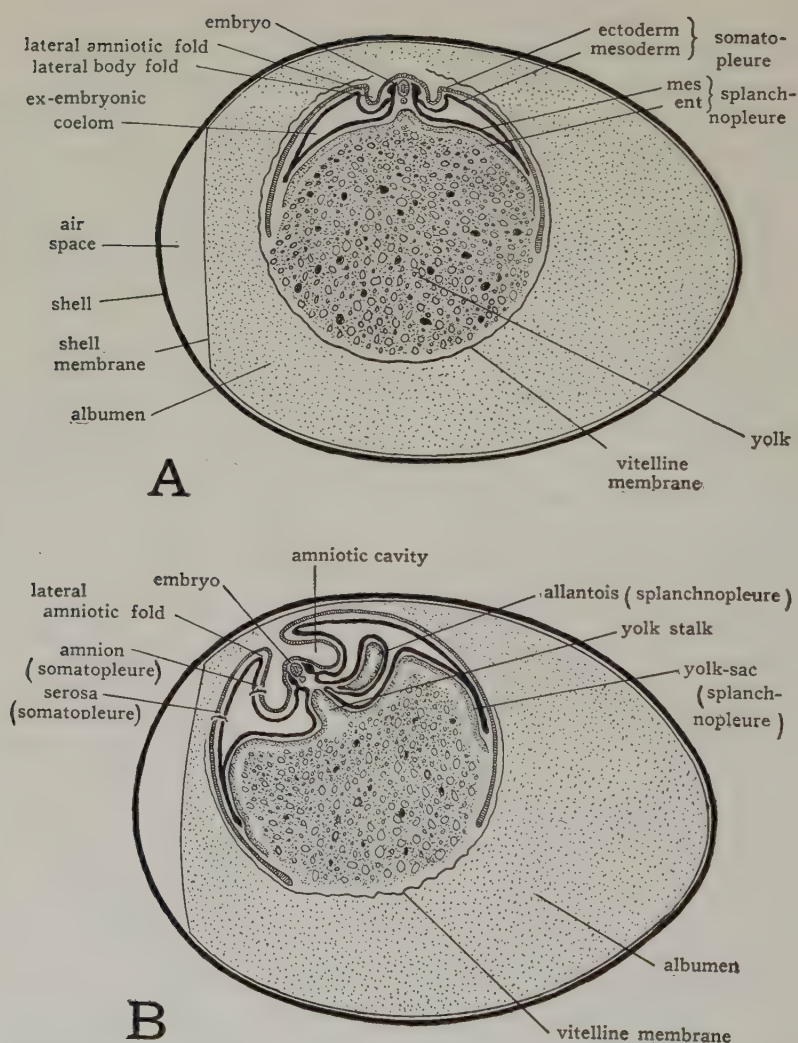 embryo
lateral amniotic fold
lateral body fold
ex-embryonic
coelom
ectoderm
mesoderm
somato-
pleure
mes
ent
splanch-
nopleure
air
space
shell
shell
membrane
albumen
yolk
vitelline
membrane
A
amniotic cavity
embryo
lateral
amniotic fold
amnion
(somatopleure)
serosa
(somatopleure)
allantois (splanchnopleure)
yolk stalk
yolk-sac
(splanch-
nopleure)
albumen
vitelline membrane
B